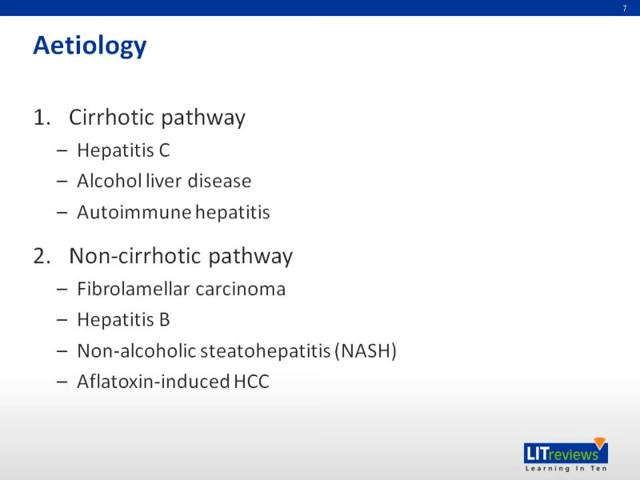 7
Aetiology
1. Cirrhotic pathway
– Hepatitis C
– Alcohol liver disease
– Autoimmune hepatitis
2. Non-cirrhotic pathway
– Fibrolamellar carcinoma
– Hepatitis B
– Non-alcoholic steatohepatitis (NASH)
– Aflatoxin-induced HCC
LITreviews
Learning In Ten